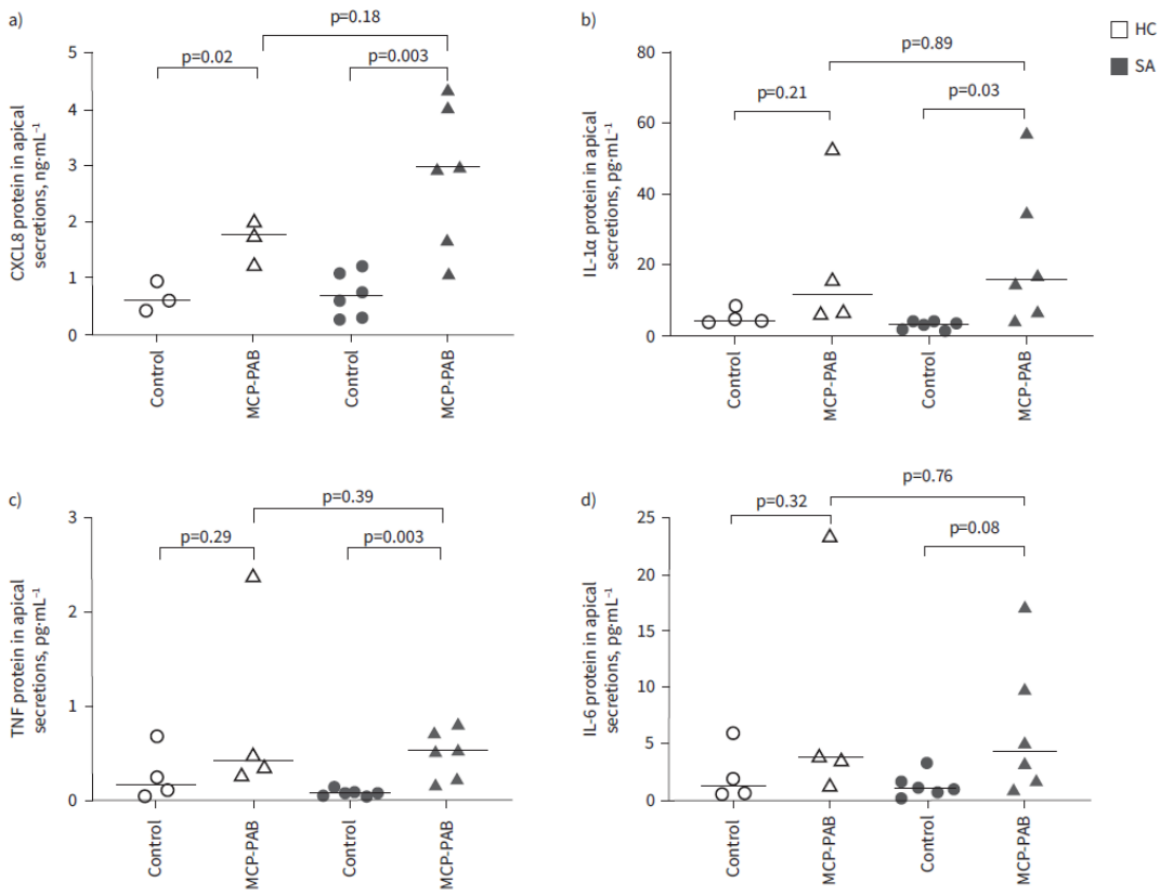 a)
p=0.18
p=0.02
p=0.003
5
4
3
2
1
0
CXCL8 protein in apical
secretions, ng·mL⁻¹
Control
MCP-PAB
Control
MCP-PAB
b)
HC
SA
p=0.89
p=0.21
p=0.03
80
60
40
20
0
IL-1α protein in apical
secretions, pg·mL⁻¹
Control
MCP-PAB
Control
MCP-PAB
c)
p=0.39
p=0.29
p=0.003
3
2
1
0
TNF protein in apical
secretions, pg·mL⁻¹
Control
MCP-PAB
Control
MCP-PAB
d)
p=0.76
p=0.32
p=0.08
25
20
15
10
5
0
IL-6 protein in apical
secretions, pg·mL⁻¹
Control
MCP-PAB
Control
MCP-PAB